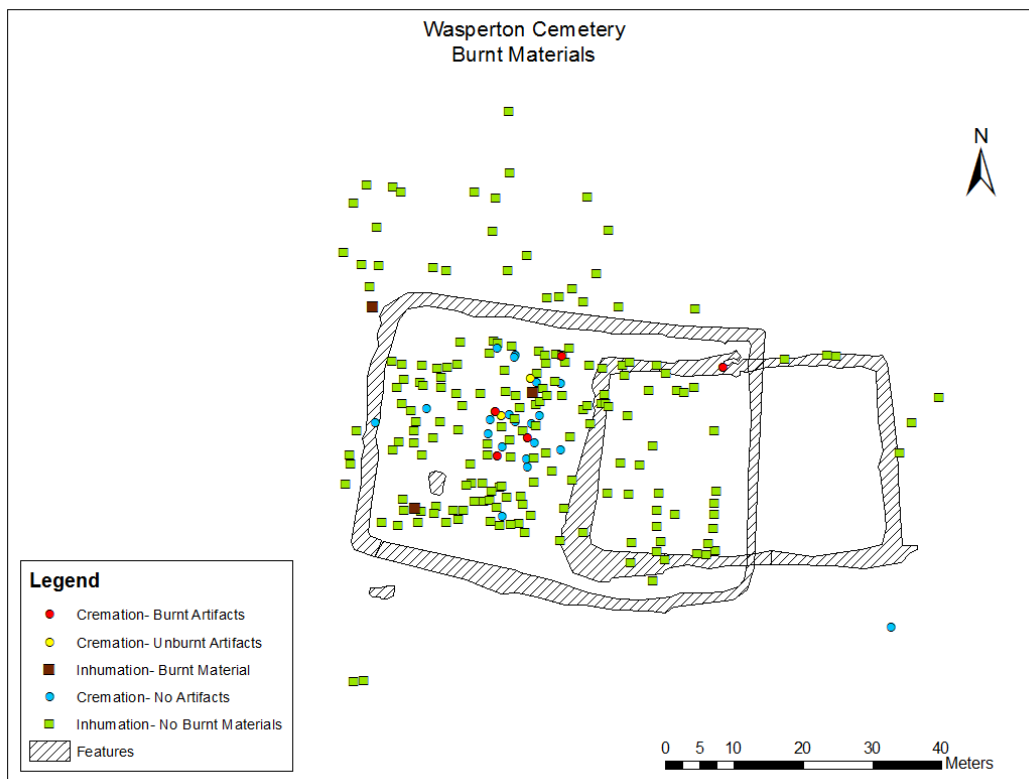 Wasperton Cemetery
Burnt Materials
N
Legend
Cremation- Burnt Artifacts
Cremation- Unburnt Artifacts
Inhumation- Burnt Material
Cremation- No Artifacts
Inhumation- No Burnt Materials
Features
0 5 10 20 30 40
Meters